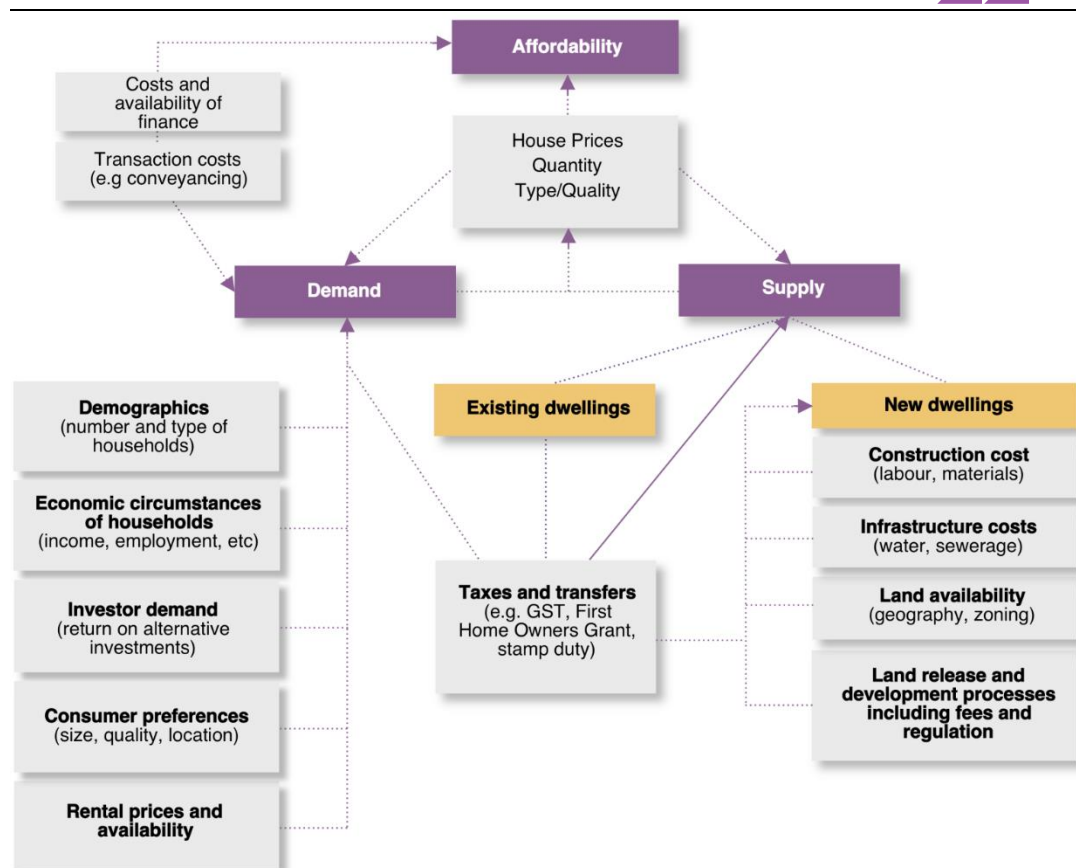 Affordability
Costs and
availability of
finance
Transaction costs
(e.g conveyancing)
House Prices
Quantity
Type/Quality
Demand
Supply
Existing dwellings
New dwellings
Demographics
(number and type of
households)
Economic circumstances
of households
(income, employment, etc)
Investor demand
(return on alternative
investments)
Consumer preferences
(size, quality, location)
Rental prices and
availability
Taxes and transfers
(e.g. GST, First
Home Owners Grant,
stamp duty)
Construction cost
(labour, materials)
Infrastructure costs
(water, sewerage)
Land availability
(geography, zoning)
Land release and
development processes
including fees and
regulation